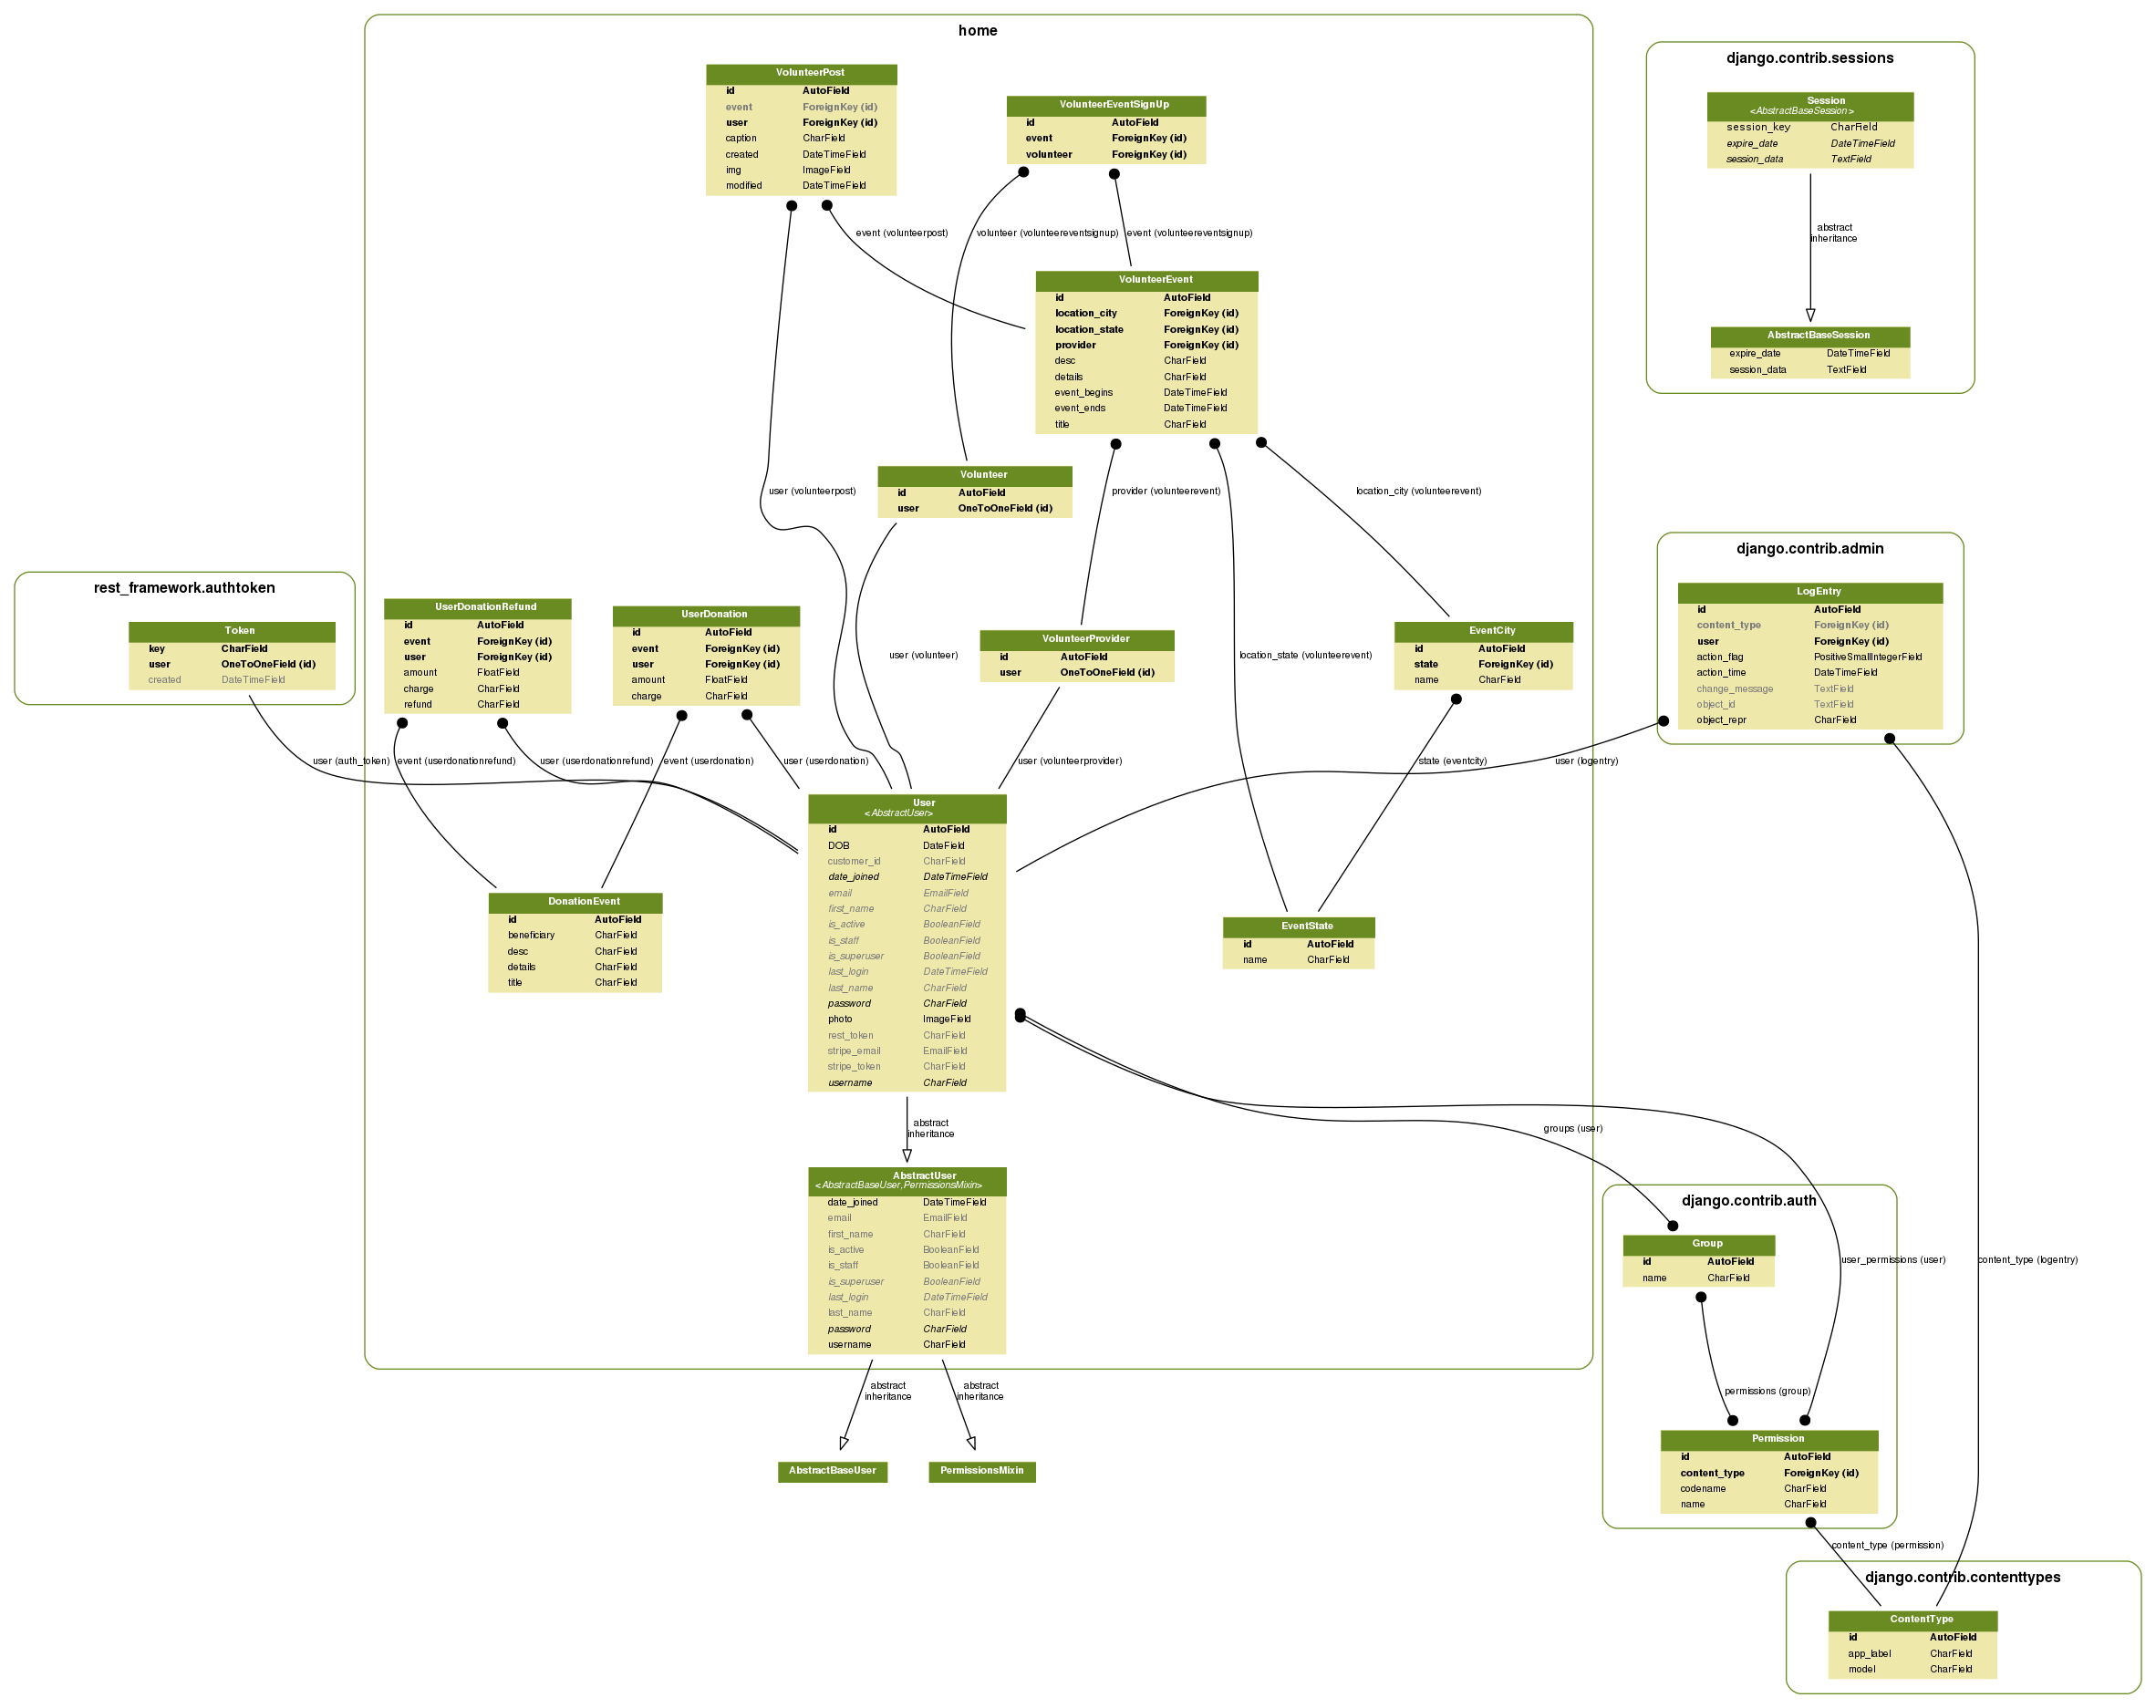 home
VolunteerPost
id AutoField
event ForeignKey (id)
user ForeignKey (id)
caption CharField
created DateTimeField
img ImageField
modified DateTimeField
VolunteerEventSignUp
id AutoField
event ForeignKey (id)
volunteer ForeignKey (id)
django.contrib.sessions
Session
<AbstractBaseSession>
session_key CharField
expire_date DateTimeField
session_data TextField
event (volunteerpost)
volunteer (volunteereventsignup)
event (volunteereventsignup)
abstract
inheritance
VolunteerEvent
id AutoField
location_city ForeignKey (id)
location_state ForeignKey (id)
provider ForeignKey (id)
desc CharField
details CharField
event_begins DateTimeField
event_ends DateTimeField
title CharField
AbstractBaseSession
expire_date DateTimeField
session_data TextField
user (volunteerpost)
Volunteer
id AutoField
user OneToOneField (id)
provider (volunteerevent)
location_city (volunteerevent)
rest_framework.authtoken
Token
key CharField
user OneToOneField (id)
created DateTimeField
UserDonationRefund
id AutoField
event ForeignKey (id)
user ForeignKey (id)
amount FloatField
charge CharField
refund CharField
UserDonation
id AutoField
event ForeignKey (id)
user ForeignKey (id)
amount FloatField
charge CharField
user (volunteer)
VolunteerProvider
id AutoField
user OneToOneField (id)
location_state (volunteerevent)
EventCity
id AutoField
state ForeignKey (id)
name CharField
django.contrib.admin
LogEntry
id AutoField
content_type ForeignKey (id)
user ForeignKey (id)
action_flag PositiveSmallIntegerField
action_time DateTimeField
change_message TextField
object_id TextField
object_repr CharField
user (auth_token)
event (userdonationrefund)
user (userdonationrefund)
event (userdonation)
user (userdonation)
user (volunteerprovider)
state (eventcity)
user (logentry)
User
<AbstractUser>
id AutoField
DOB DateField
customer_id CharField
date_joined DateTimeField
email EmailField
first_name CharField
is_active BooleanField
is_staff BooleanField
is_superuser BooleanField
last_login DateTimeField
last_name CharField
password CharField
photo ImageField
rest_token CharField
stripe_email EmailField
stripe_token CharField
username CharField
DonationEvent
id AutoField
beneficiary CharField
desc CharField
details CharField
title CharField
EventState
id AutoField
name CharField
abstract
inheritance
groups (user)
AbstractUser
<AbstractBaseUser,PermissionsMixin>
date_joined DateTimeField
email EmailField
first_name CharField
is_active BooleanField
is_staff BooleanField
is_superuser BooleanField
last_login DateTimeField
last_name CharField
password CharField
username CharField
django.contrib.auth
Group
id AutoField
name CharField
user_permissions (user)
content_type (logentry)
abstract
inheritance
abstract
inheritance
permissions (group)
AbstractBaseUser
PermissionsMixin
Permission
id AutoField
content_type ForeignKey (id)
codename CharField
name CharField
content_type (permission)
django.contrib.contenttypes
ContentType
id AutoField
app_label CharField
model CharField